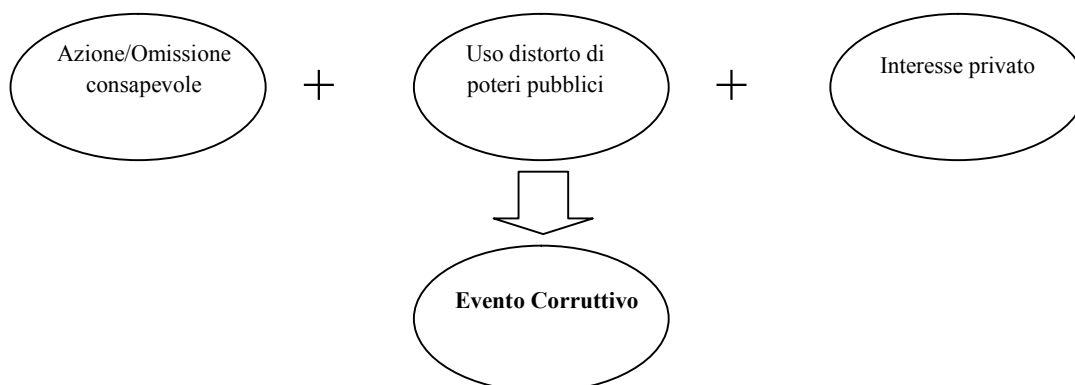 Azione/Omissione
consapevole
+
Uso distorto di
poteri pubblici
+
Interesse privato
Evento Corruttivo